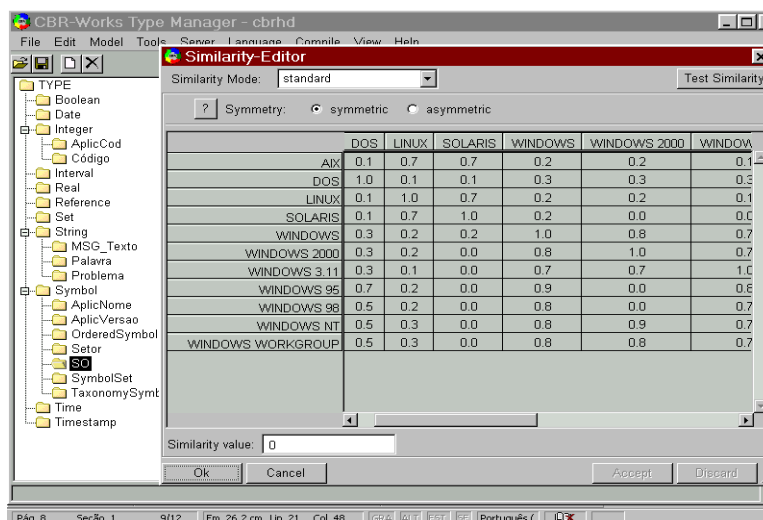 CBR-Works Type Manager - cbrhd
File Edit Model Tools Server Language Compile View Help
Similarity-Editor
Similarity Mode: standard Test Similarity
? Symmetry: symmetric asymmetric
TYPE
Boolean
Date
Integer
AplicCod
Código
Interval
Real
Reference
Set
String
MSG_Texto
Palavra
Problema
Symbol
AplicNome
AplicVersao
OrderedSymbol
Setor
SO
SymbolSet
TaxonomySymb
Time
Timestamp
DOS LINUX SOLARIS WINDOWS WINDOWS 2000 WINDOW
AIX 0.1 0.7 0.7 0.2 0.2 0.1
DOS 1.0 0.1 0.1 0.3 0.3 0.3
LINUX 0.1 1.0 0.7 0.2 0.2 0.1
SOLARIS 0.1 0.7 1.0 0.2 0.0 0.0
WINDOWS 0.3 0.2 0.2 1.0 0.8 0.7
WINDOWS 2000 0.3 0.2 0.0 0.8 1.0 0.7
WINDOWS 3.11 0.3 0.1 0.0 0.7 0.7 1.0
WINDOWS 95 0.7 0.2 0.0 0.9 0.0 0.8
WINDOWS 98 0.5 0.2 0.0 0.8 0.0 0.7
WINDOWS NT 0.5 0.3 0.0 0.8 0.9 0.7
WINDOWS WORKGROUP 0.5 0.3 0.0 0.8 0.8 0.7
Similarity value: 0
Ok Cancel Accept Discard
Pág 8 Seção 1 9/12 Em 26,2 cm Lin 21 Col 48 GRA ALT EST SE Português (